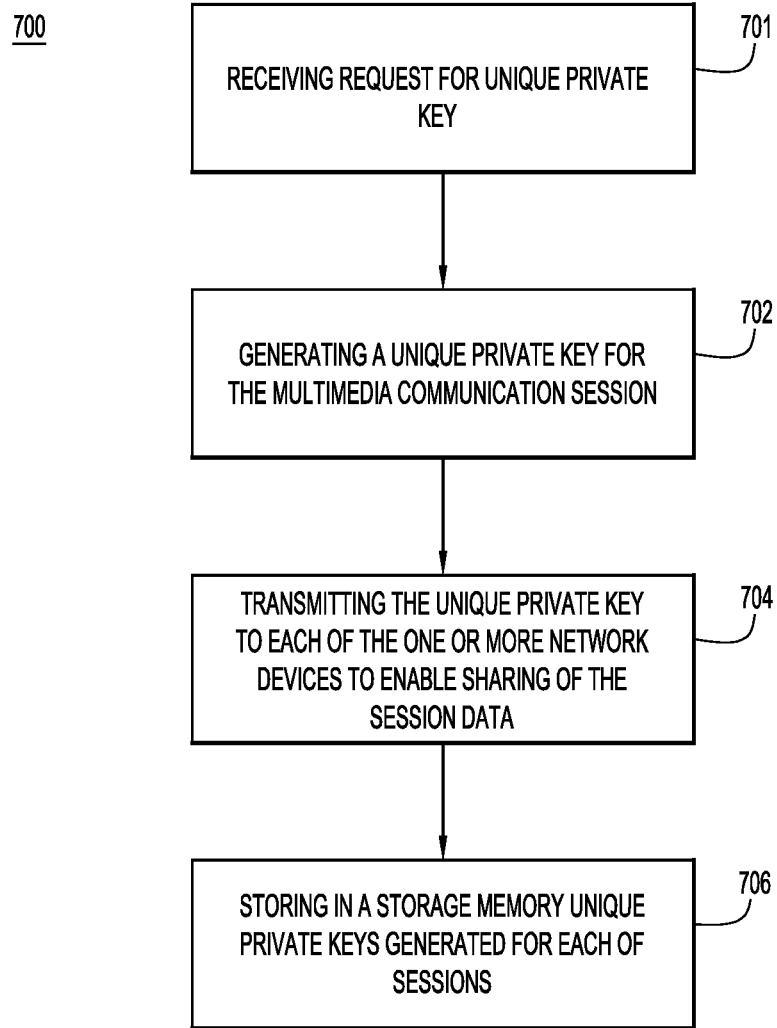 700
701
RECEIVING REQUEST FOR UNIQUE PRIVATE
KEY
702
GENERATING A UNIQUE PRIVATE KEY FOR
THE MULTIMEDIA COMMUNICATION SESSION
704
TRANSMITTING THE UNIQUE PRIVATE KEY
TO EACH OF THE ONE OR MORE NETWORK
DEVICES TO ENABLE SHARING OF THE
SESSION DATA
706
STORING IN A STORAGE MEMORY UNIQUE
PRIVATE KEYS GENERATED FOR EACH OF
SESSIONS